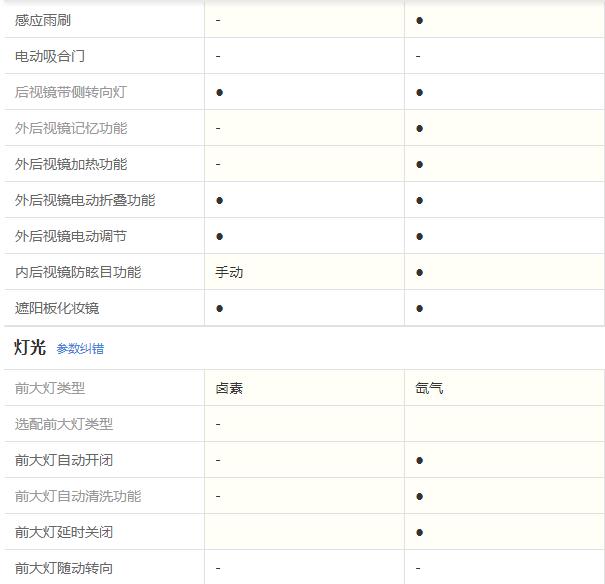 感应雨刷 - ●
电动吸合门 - -
后视镜带侧转向灯 ● ●
外后视镜记忆功能 - ●
外后视镜加热功能 - ●
外后视镜电动折叠功能 ● ●
外后视镜电动调节 ● ●
内后视镜防眩目功能 手动 ●
遮阳板化妆镜 ● ●
灯光 参数纠错
前大灯类型 卤素 氙气
选配前大灯类型 -
前大灯自动开闭 - ●
前大灯自动清洗功能 - ●
前大灯延时关闭 ●
前大灯随动转向 - -